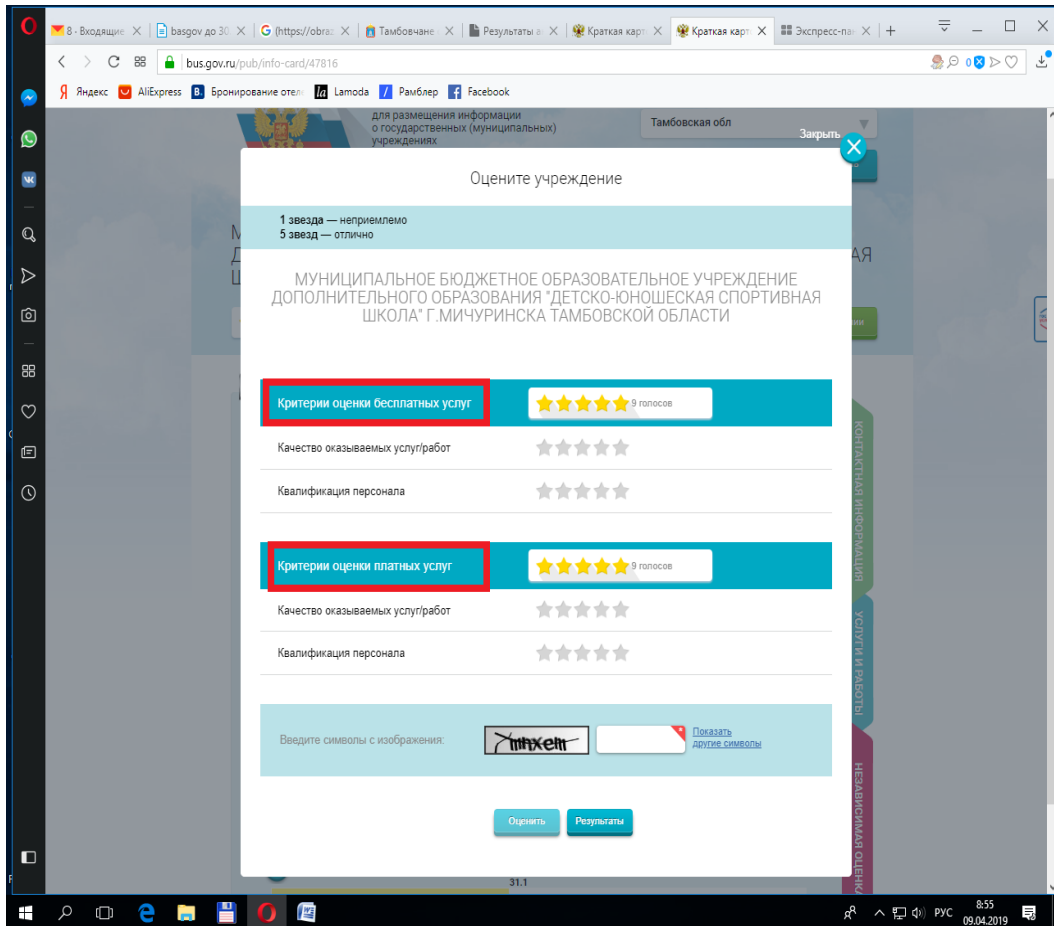 8 - Входящие
basgov до 30.
(https://obraz
Тамбовчане
Результаты а
Краткая карт
Краткая карт
Экспресс-пан
bus.gov.ru/pub/info-card/47816
0
Яндекс
AliExpress
B. Бронирование отел
la Lamoda
Рамблер
Facebook
для размещения информации
о государственных (муниципальных)
учреждениях
Тамбовская обл
Закрыть
Оцените учреждение
1 звезда — неприемлемо
5 звезд — отлично
МУНИЦИПАЛЬНОЕ БЮДЖЕТНОЕ ОБРАЗОВАТЕЛЬНОЕ УЧРЕЖДЕНИЕ
ДОПОЛНИТЕЛЬНОГО ОБРАЗОВАНИЯ "ДЕТСКО-ЮНОШЕСКАЯ СПОРТИВНАЯ
ШКОЛА" Г.МИЧУРИНСКА ТАМБОВСКОЙ ОБЛАСТИ
Критерии оценки бесплатных услуг
9 голосов
Качество оказываемых услуг/работ
Квалификация персонала
Критерии оценки платных услуг
9 голосов
Качество оказываемых услуг/работ
Квалификация персонала
Введите символы с изображения:
Показать
другие символы
Оценить
Результаты
КОНТАКТНАЯ ИНФОРМАЦИЯ
УСЛУГИ И РАБОТЫ
НЕЗАВИСИМАЯ ОЦЕНКА
31.1
РУС
8:55
09.04.2019